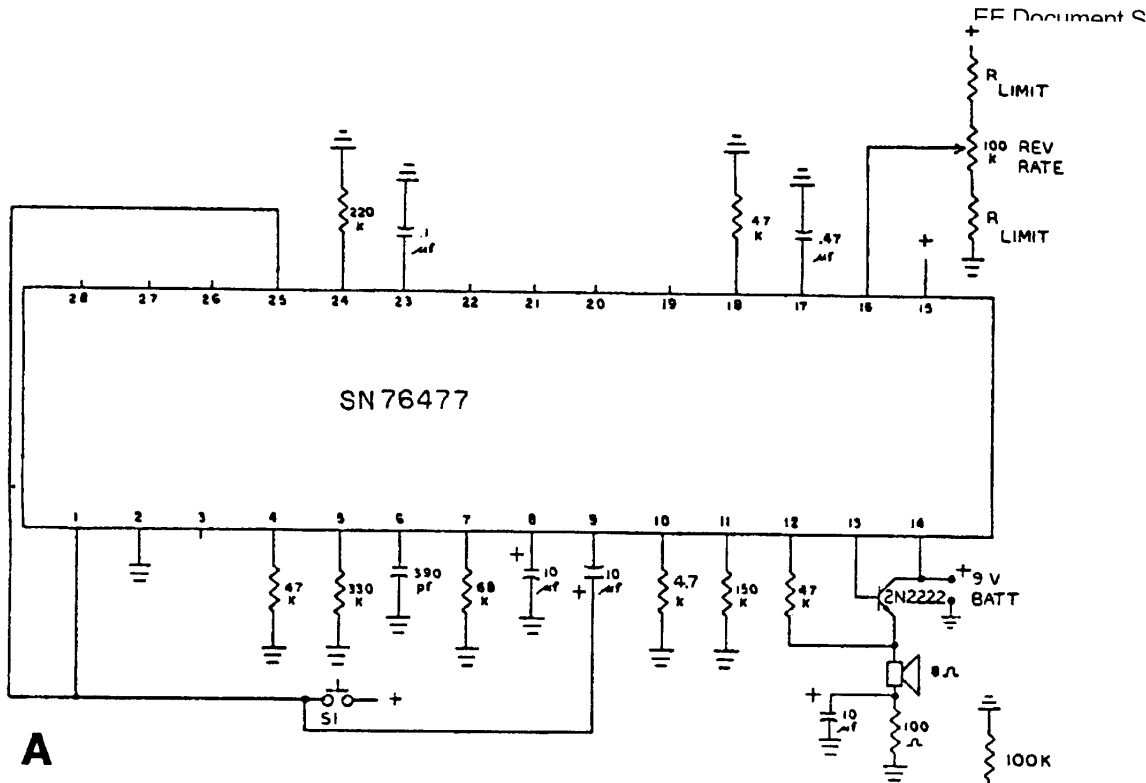 EE Document S
+
R
LIMIT
100
K
REV
RATE
R
LIMIT
220
K
.1
µf
47
K
.47
µf
+
28 27 26 25 24 23 22 21 20 19 18 17 16 15
SN 76477
1 2 3 4 5 6 7 8 9 10 11 12 13 14
47
K
330
K
390
pf
68
K
+
10
µf
10
µf
+
4.7
K
150
K
47
K
2N2222
+ 9 V
BATT
8 Ω
S1
+
+
10
µf
100
Ω
100K
A